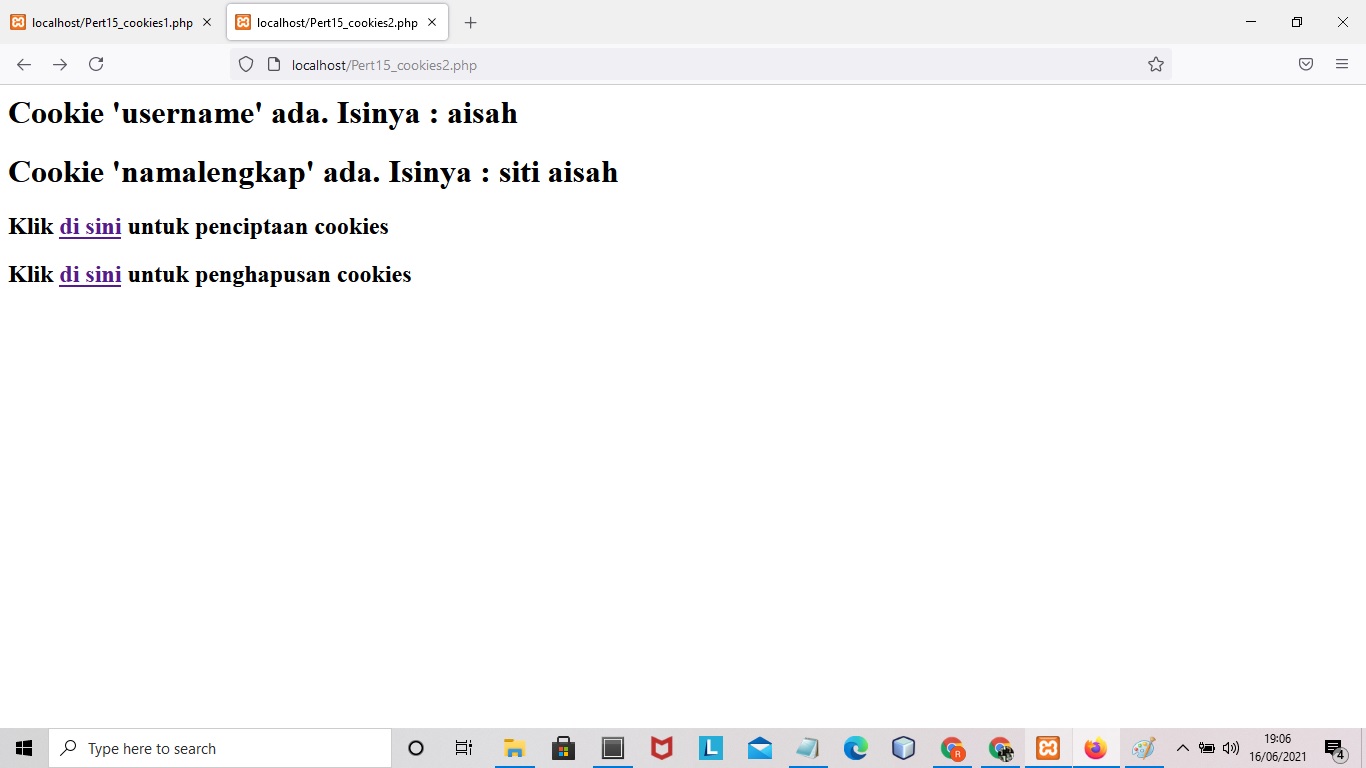 localhost/Pert15_cookies1.php
localhost/Pert15_cookies2.php
localhost/Pert15_cookies2.php
Cookie 'username' ada. Isinya : aisah
Cookie 'namalengkap' ada. Isinya : siti aisah
Klik di sini untuk penciptaan cookies
Klik di sini untuk penghapusan cookies
Type here to search
L
R
19:06
16/06/2021
4